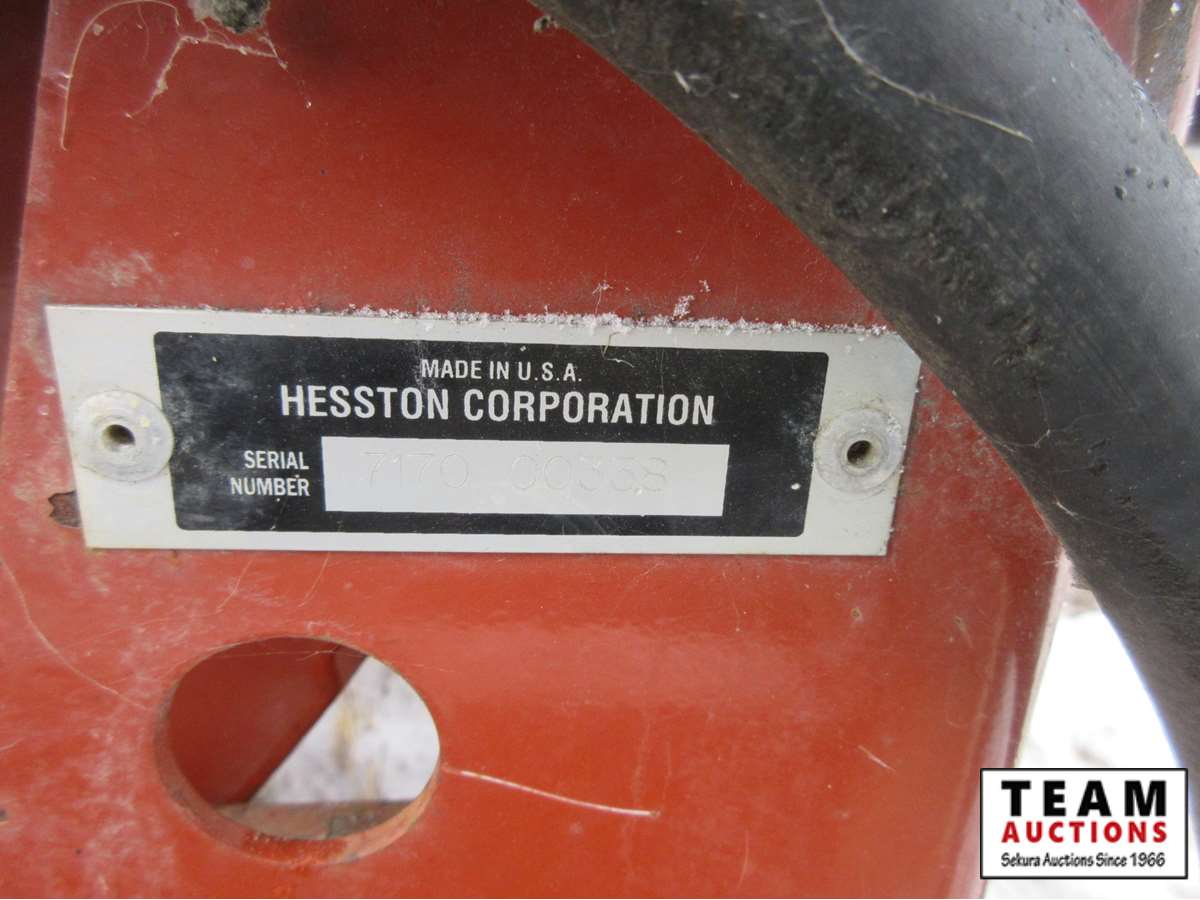 MADE IN U.S.A.
HESSTON CORPORATION
SERIAL NUMBER 7170 00338
TEAM
AUCTIONS
Sekura Auctions Since 1966